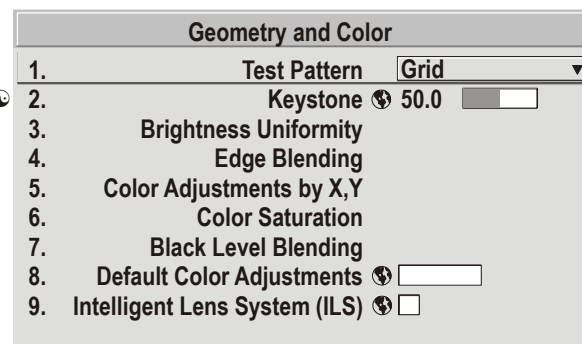 Geometry and Color
1. Test Pattern Grid
2. Keystone 50.0
3. Brightness Uniformity
4. Edge Blending
5. Color Adjustments by X,Y
6. Color Saturation
7. Black Level Blending
8. Default Color Adjustments
9. Intelligent Lens System (ILS)